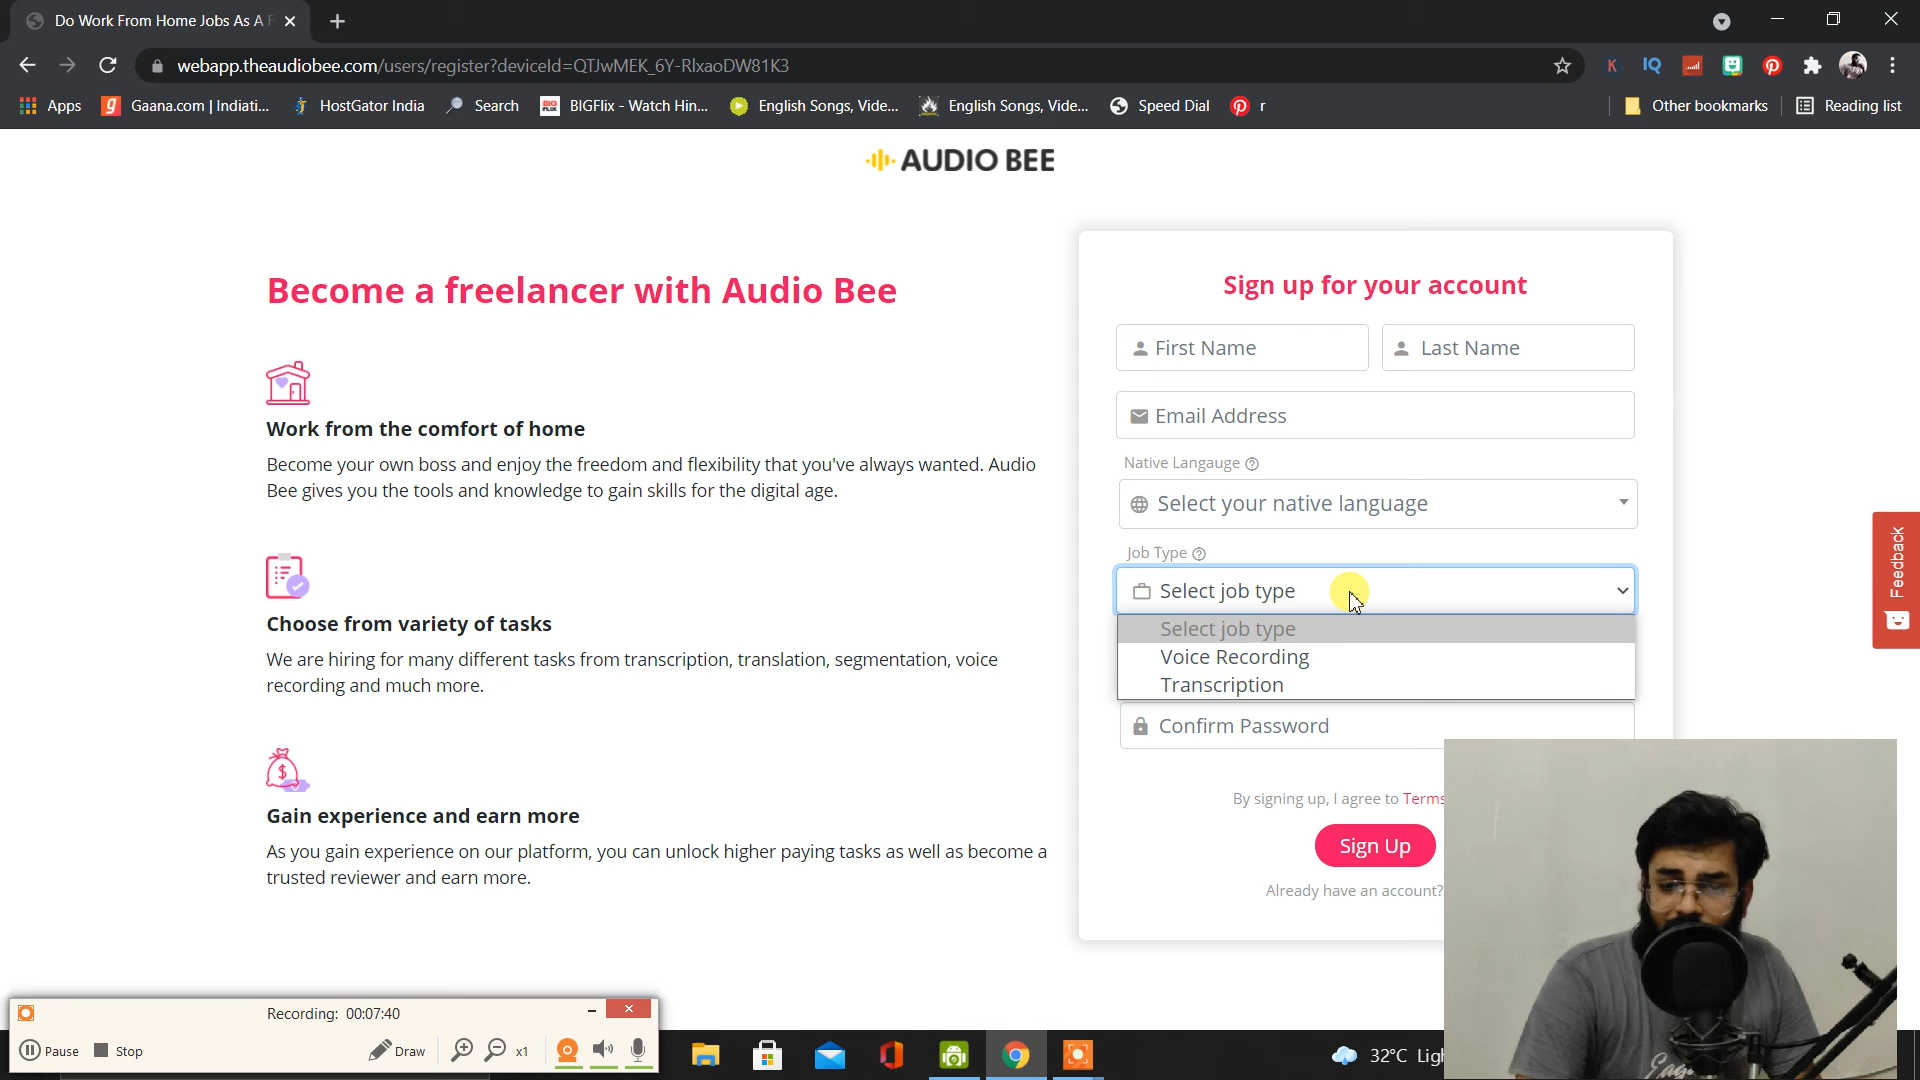 Do Work From Home Jobs As A F
webapp.theaudiobee.com/users/register?deviceId=QTJwMEK_6Y-RlxaoDW81K3
K
IQ
Apps
Gaana.com | Indiati...
HostGator India
Search
BIGFlix - Watch Hin...
English Songs, Vide...
English Songs, Vide...
Speed Dial
r
Other bookmarks
Reading list
AUDIO BEE
Become a freelancer with Audio Bee
Work from the comfort of home
Become your own boss and enjoy the freedom and flexibility that you've always wanted. Audio
Bee gives you the tools and knowledge to gain skills for the digital age.
Choose from variety of tasks
We are hiring for many different tasks from transcription, translation, segmentation, voice
recording and much more.
Gain experience and earn more
As you gain experience on our platform, you can unlock higher paying tasks as well as become a
trusted reviewer and earn more.
Sign up for your account
First Name
Last Name
Email Address
Native Langauge
Select your native language
Job Type
Select job type
Select job type
Voice Recording
Transcription
Confirm Password
By signing up, I agree to Terms
Sign Up
Already have an account?
Feedback
Recording: 00:07:40
Pause
Stop
Draw
x1
32°C Ligh